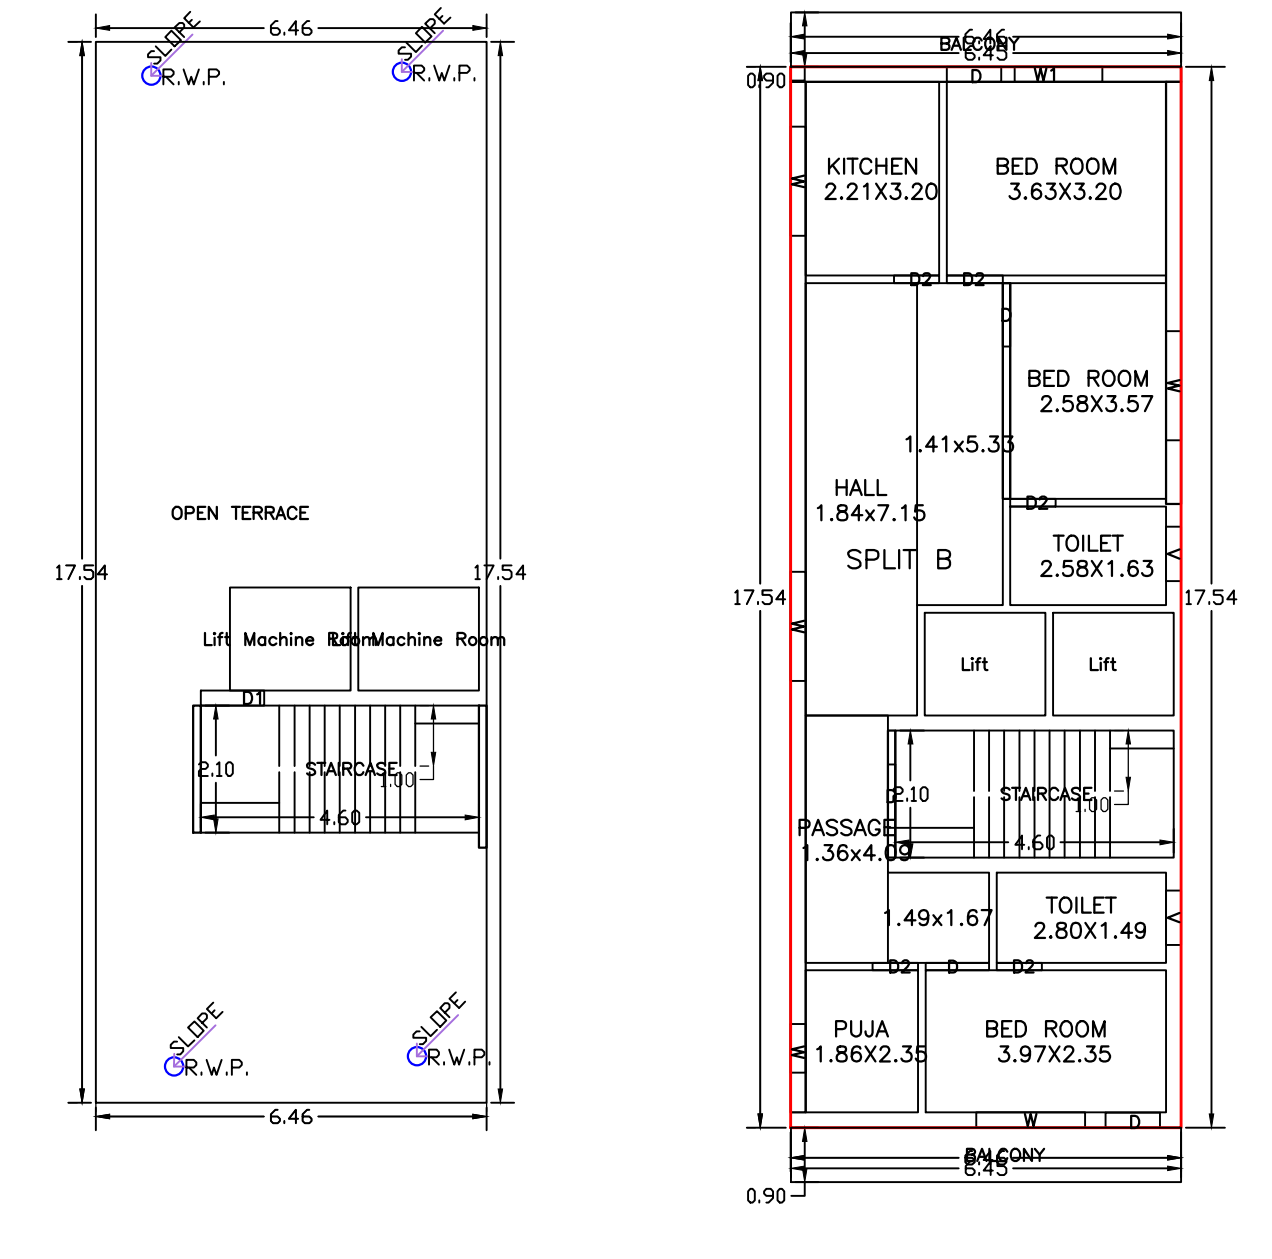 6.46
SLOPE
R.W.P.
SLOPE
R.W.P.
17.54
17.54
OPEN TERRACE
Lift Machine Room
Lift Machine Room
D1
2.10
STAIRCASE
1.00
4.60
SLOPE
R.W.P.
SLOPE
R.W.P.
6.46
6.46
BALCONY
6.45
0.90
D
W1
W
KITCHEN
2.21X3.20
BED ROOM
3.63X3.20
D2
D2
D
BED ROOM
2.58X3.57
W
1.41x5.33
HALL
1.84x7.15
SPLIT B
D2
TOILET
2.58X1.63
V
17.54
17.54
W
Lift
Lift
D
2.10
STAIRCASE
1.00
4.60
PASSAGE
1.36x4.09
1.49x1.67
TOILET
2.80X1.49
V
D2
D
D2
PUJA
1.86X2.35
BED ROOM
3.97X2.35
W
W
D
BALCONY
6.46
6.45
0.90